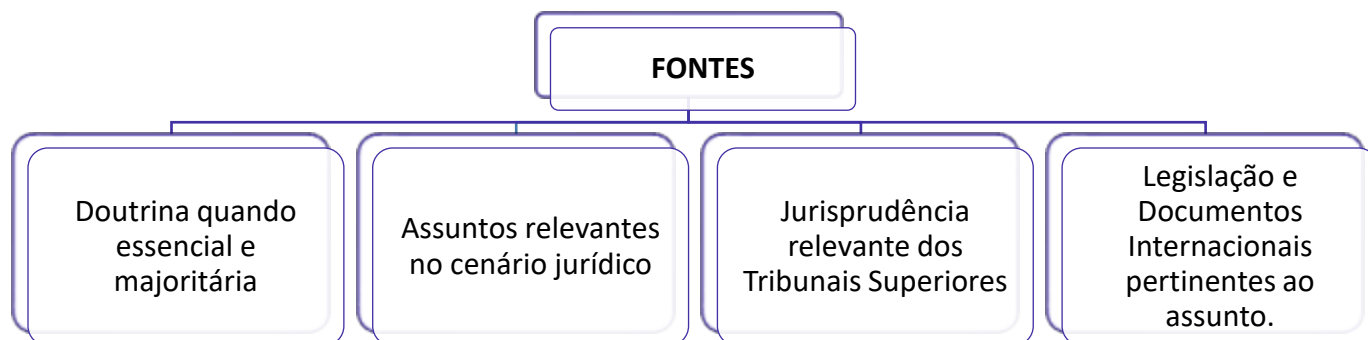 FONTES
Doutrina quando
essencial e
majoritária
Assuntos relevantes
no cenário jurídico
Jurisprudência
relevante dos
Tribunais Superiores
Legislação e
Documentos
Internacionais
pertinentes ao
assunto.